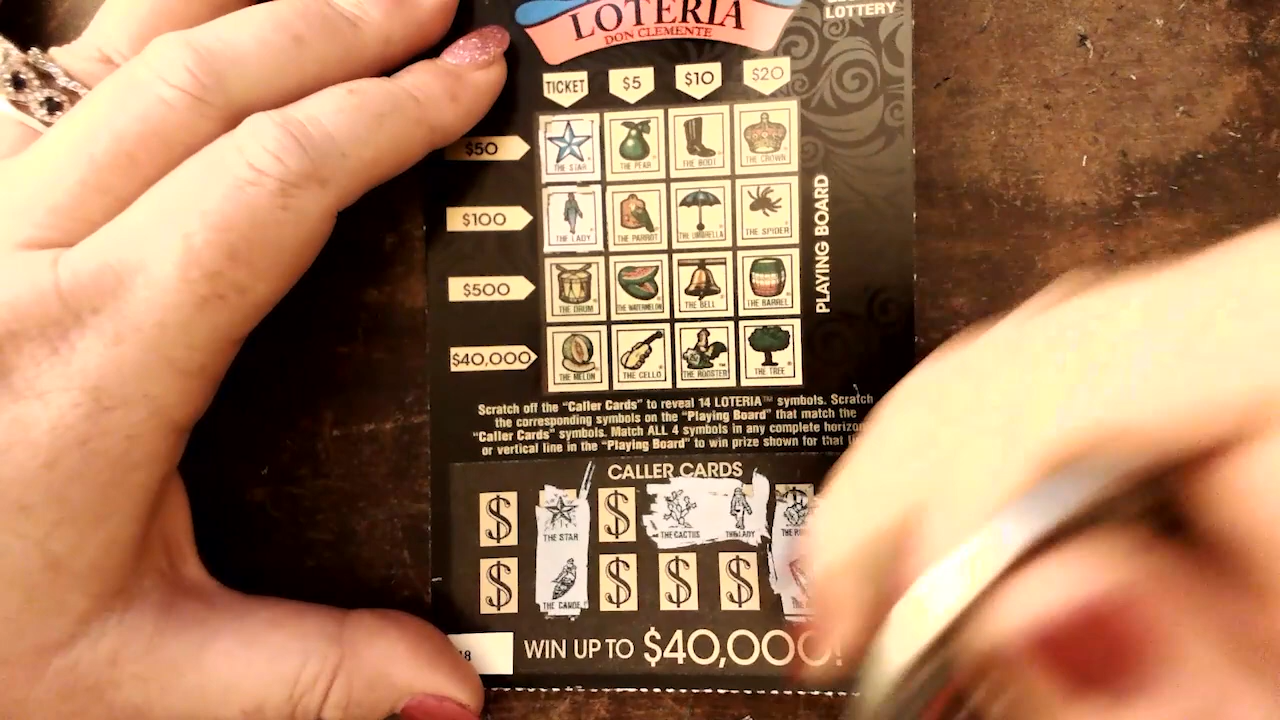 LOTERIA
DON CLEMENTE
LOTTERY
TICKET $5 $10 $20
$50
THE STAR THE PEAR THE BOOT THE CROWN
$100
THE LADY THE PARROT THE UMBRELLA THE SPIDER
$500
THE DRUM THE WATERMELON THE BELL THE BARREL
$40,000
THE MELON THE CELLO THE ROOSTER THE TREE
PLAYING BOARD
Scratch off the "Caller Cards" to reveal 14 LOTERIA™ symbols. Scratch
the corresponding symbols on the "Playing Board" that match the
"Caller Cards" symbols. Match ALL 4 symbols in any complete
or vertical line in the "Playing Board" to win prize shown for that
CALLER CARDS
$ THE STAR $ THE CACTUS THE LADY THE
$ THE CANOE $ $ $
18
WIN UP TO $40,000!